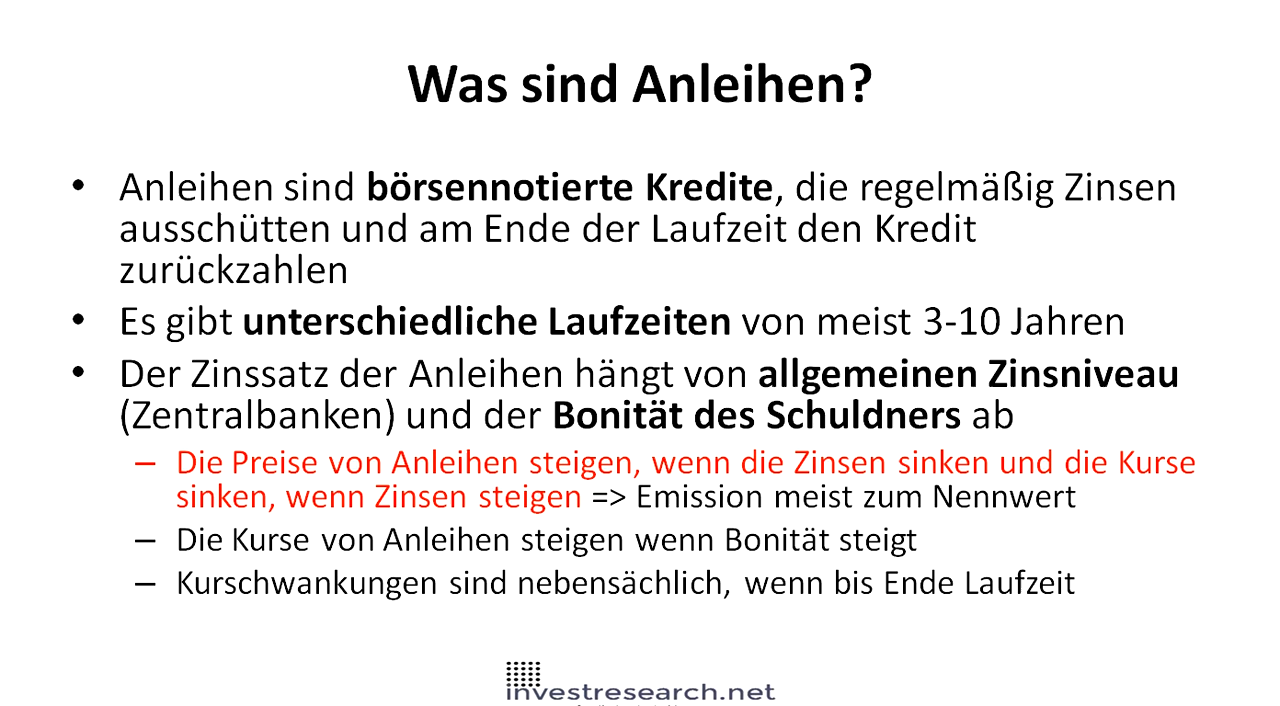 Was sind Anleihen?
• Anleihen sind börsennotierte Kredite, die regelmäßig Zinsen
ausschütten und am Ende der Laufzeit den Kredit
zurückzahlen
• Es gibt unterschiedliche Laufzeiten von meist 3-10 Jahren
• Der Zinssatz der Anleihen hängt von allgemeinen Zinsniveau
(Zentralbanken) und der Bonität des Schuldners ab
– Die Preise von Anleihen steigen, wenn die Zinsen sinken und die Kurse
sinken, wenn Zinsen steigen => Emission meist zum Nennwert
– Die Kurse von Anleihen steigen wenn Bonität steigt
– Kurschwankungen sind nebensächlich, wenn bis Ende Laufzeit
investresearch.net